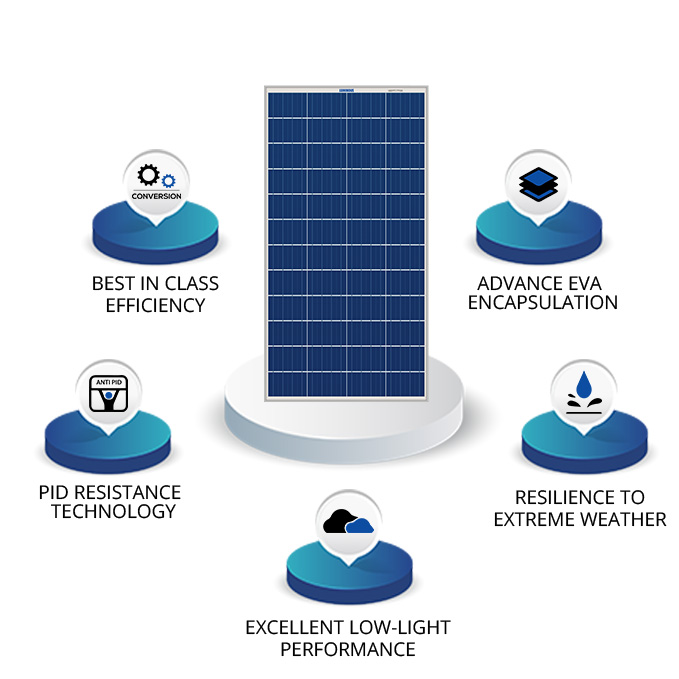 CONVERSION
BEST IN CLASS
EFFICIENCY
ADVANCE EVA
ENCAPSULATION
ANTI PID
PID RESISTANCE
TECHNOLOGY
RESILIENCE TO
EXTREME WEATHER
EXCELLENT LOW-LIGHT
PERFORMANCE